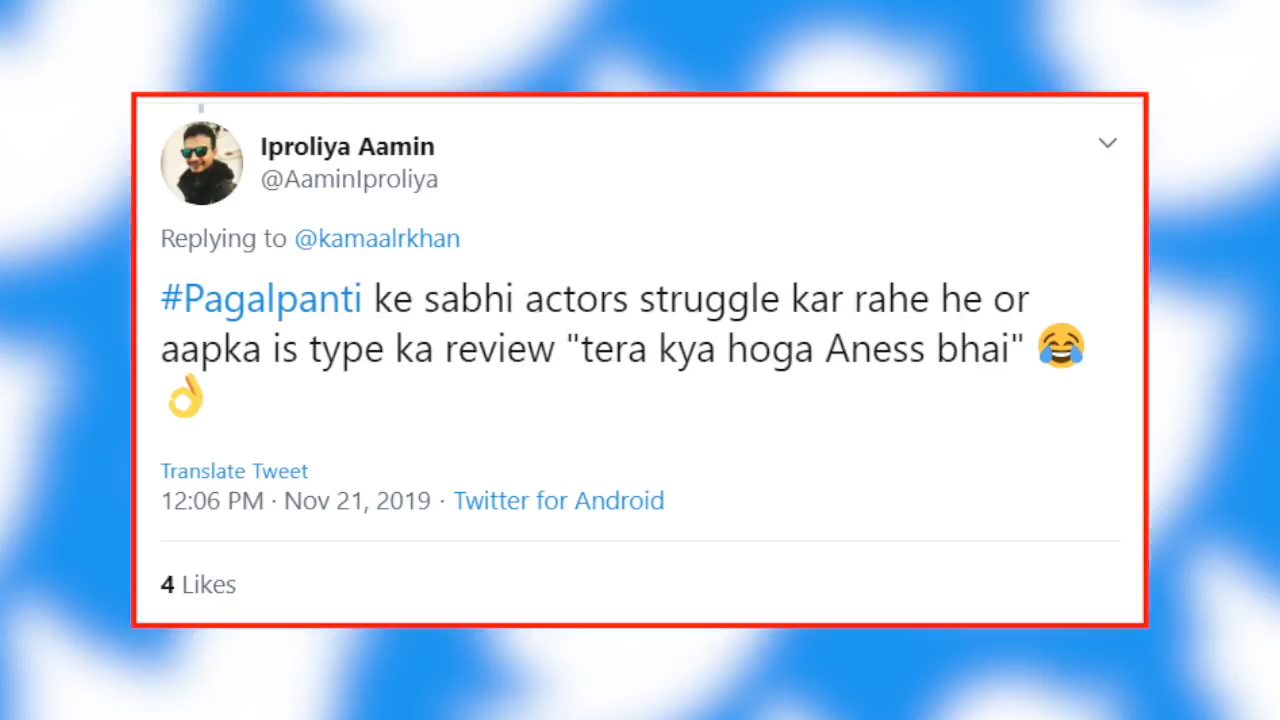 Iproliya Aamin
@AaminIproliya
Replying to @kamaalrkhan
#Pagalpanti ke sabhi actors struggle kar rahe he or
aapka is type ka review "tera kya hoga Aness bhai" 😂
👌
Translate Tweet
12:06 PM · Nov 21, 2019 · Twitter for Android
4 Likes